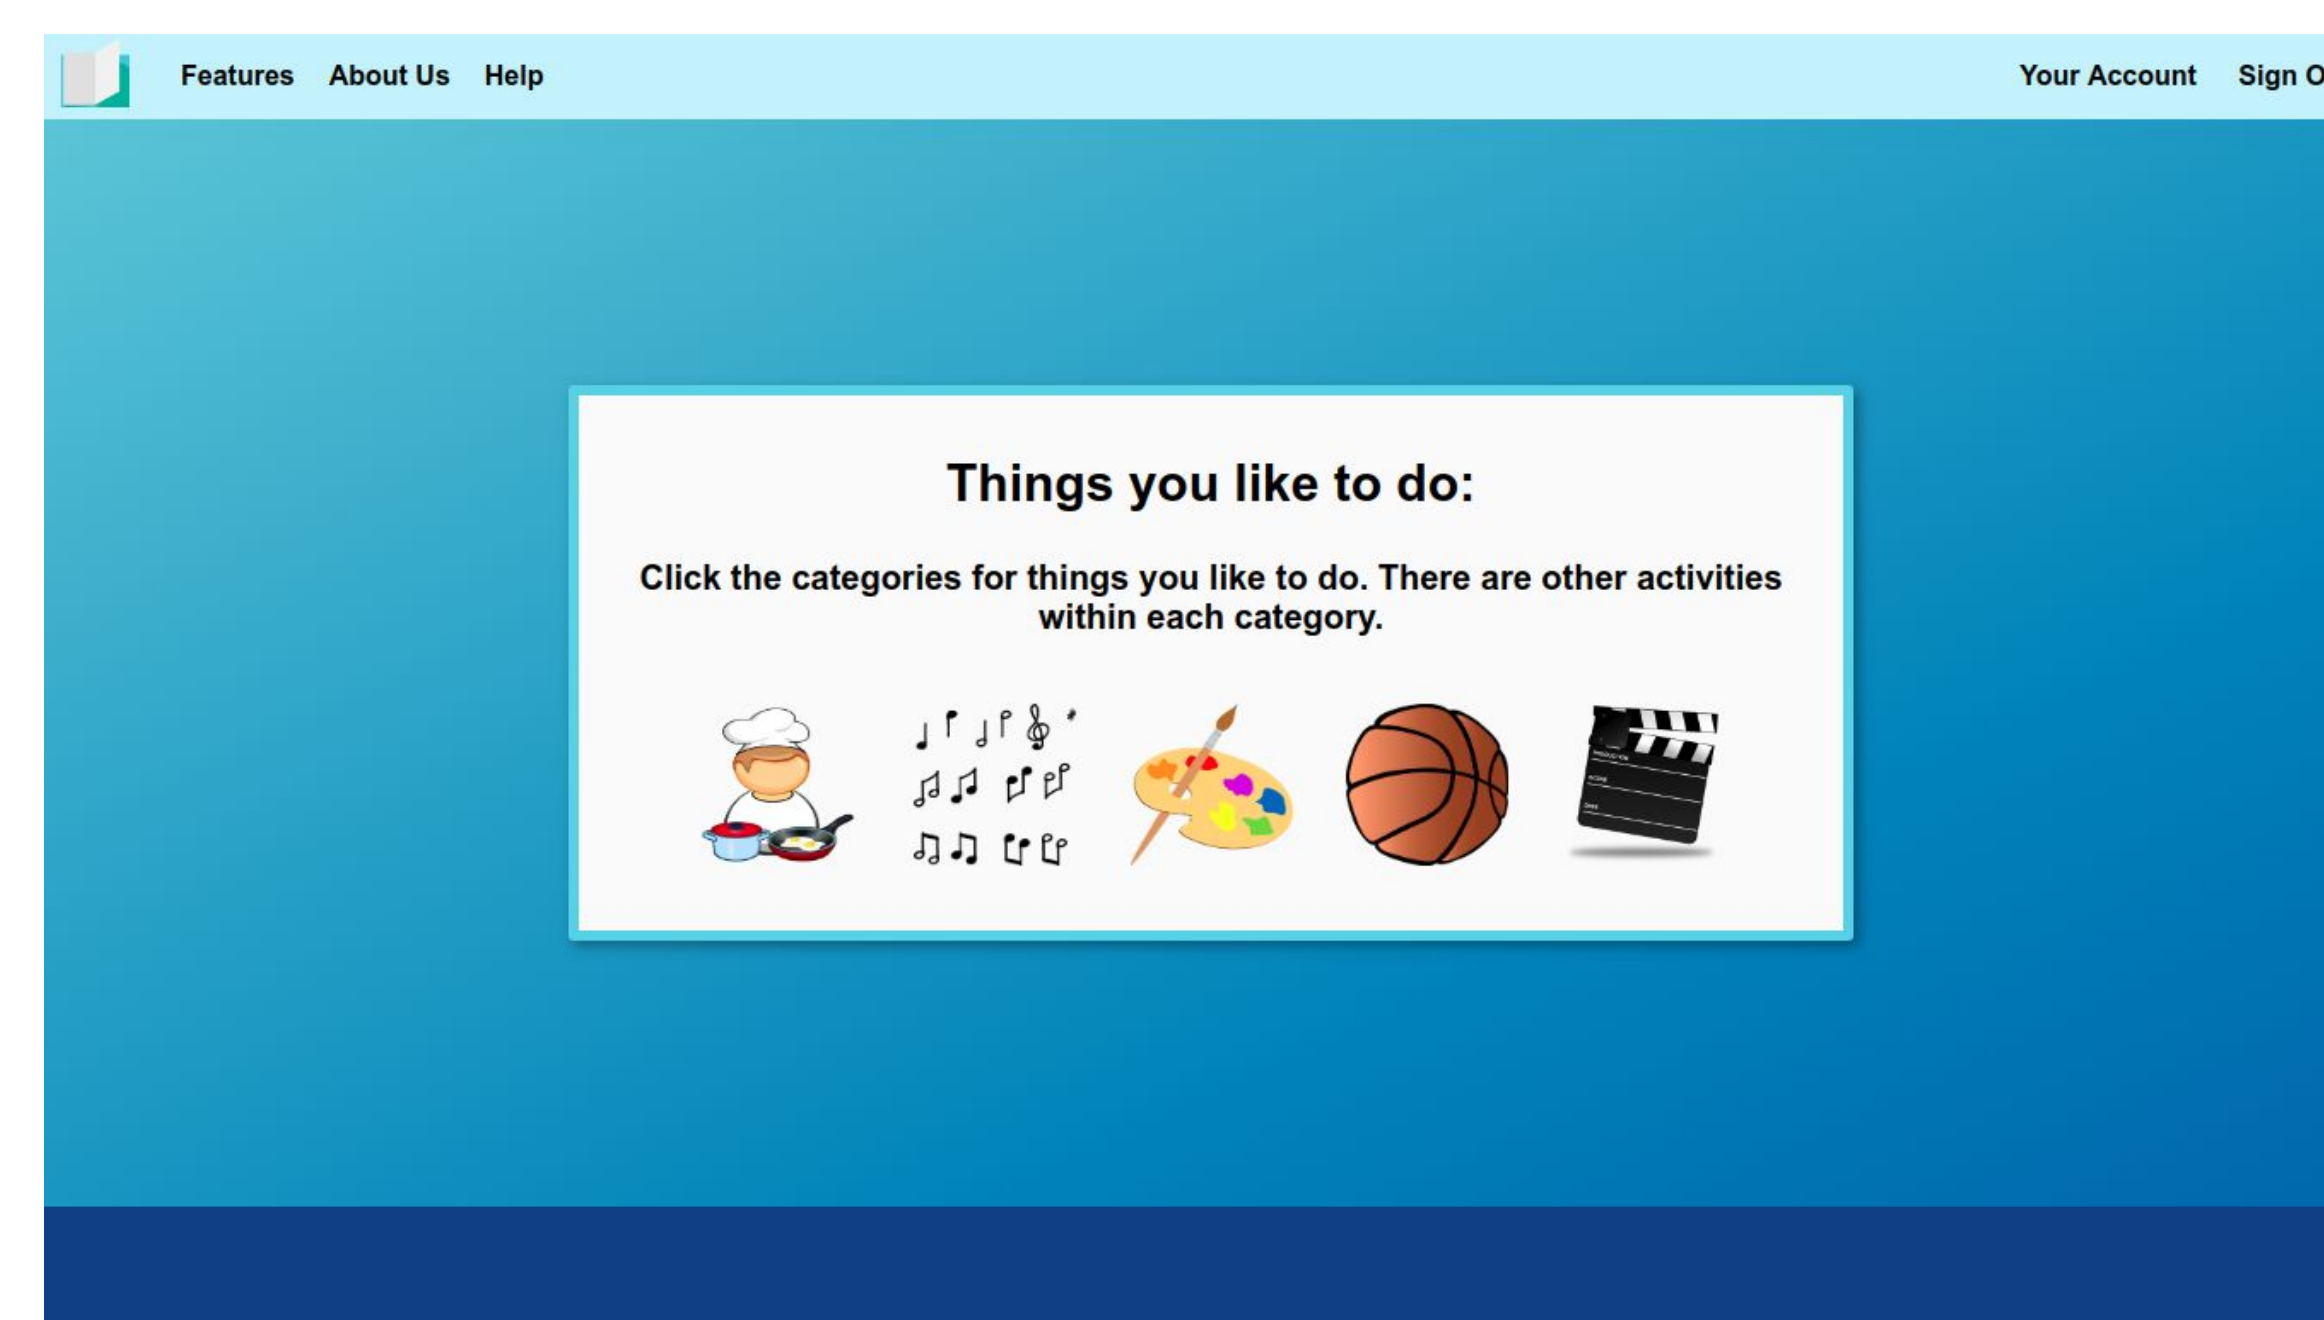 Features About Us Help Your Account Sign O
Things you like to do:
Click the categories for things you like to do. There are other activities
within each category.